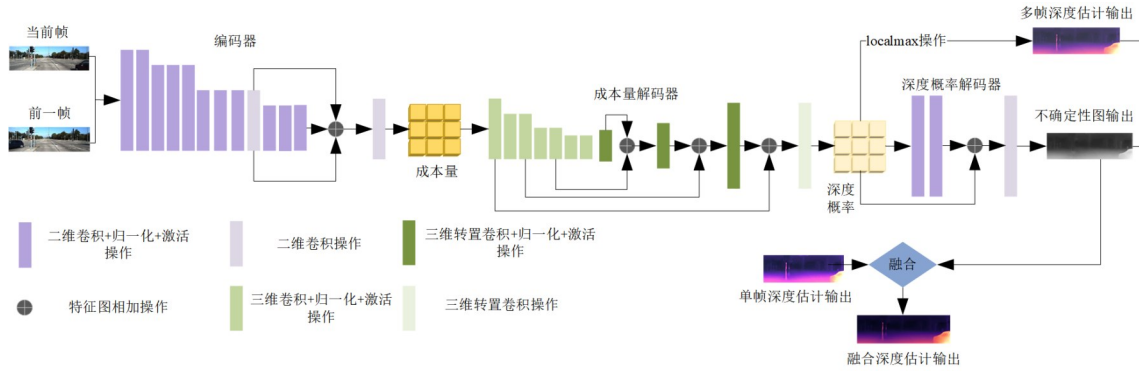 当前帧
前一帧
编码器
成本量
成本量解码器
localmax操作
多帧深度估计输出
深度概率解码器
不确定性图输出
深度
概率
二维卷积+归一化+激活
操作
二维卷积操作
三维转置卷积+归一化+激活
操作
特征图相加操作
三维卷积+归一化+激活
操作
三维转置卷积操作
融合
单帧深度估计输出
融合深度估计输出